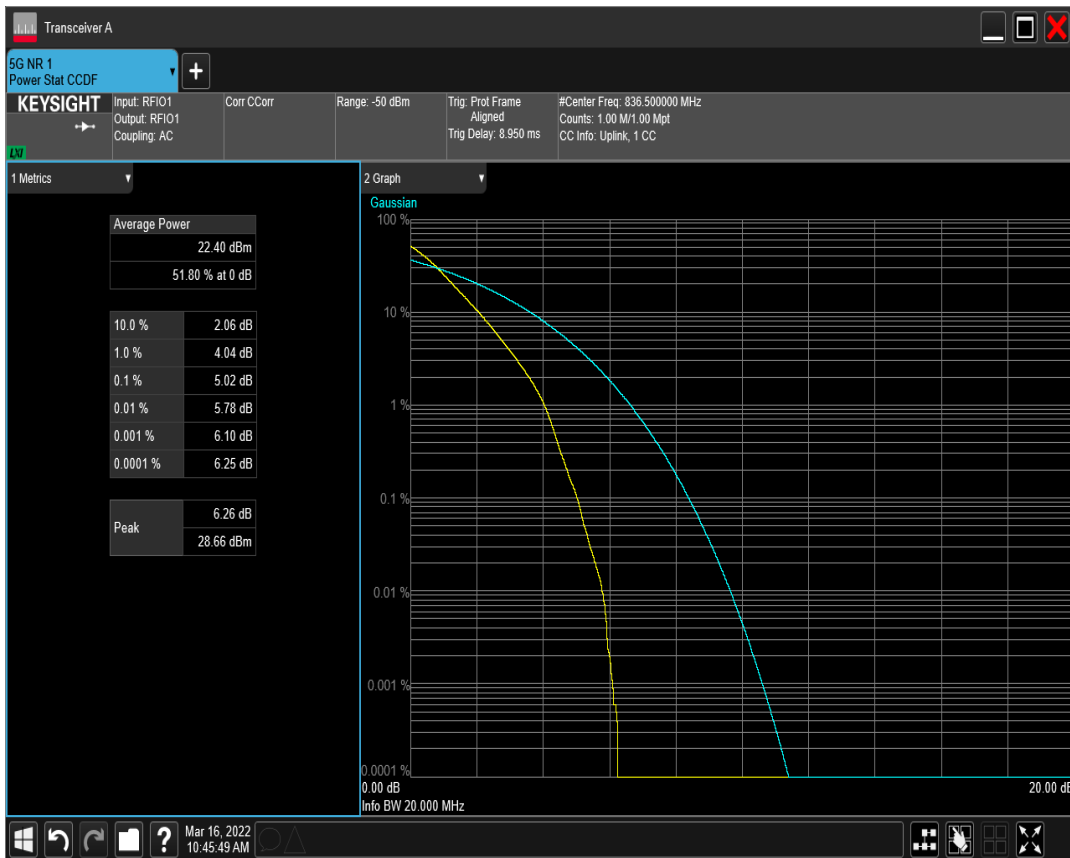 Transceiver A
5G NR 1
Power Stat CCDF
KEYSIGHT
LXI
Input: RFIO1
Output: RFIO1
Coupling: AC
Corr CCorr
Range: -50 dBm
Trig: Prot Frame
Aligned
Trig Delay: 8.950 ms
#Center Freq: 836.500000 MHz
Counts: 1.00 M/1.00 Mpt
CC Info: Uplink, 1 CC
1 Metrics
Average Power
22.40 dBm
51.80 % at 0 dB
10.0 % 2.06 dB
1.0 % 4.04 dB
0.1 % 5.02 dB
0.01 % 5.78 dB
0.001 % 6.10 dB
0.0001 % 6.25 dB
Peak 6.26 dB
28.66 dBm
2 Graph
Gaussian
100 %
10 %
1 %
0.1 %
0.01 %
0.001 %
0.0001 %
0.00 dB
20.00 dB
Info BW 20.000 MHz
?
Mar 16, 2022
10:45:49 AM